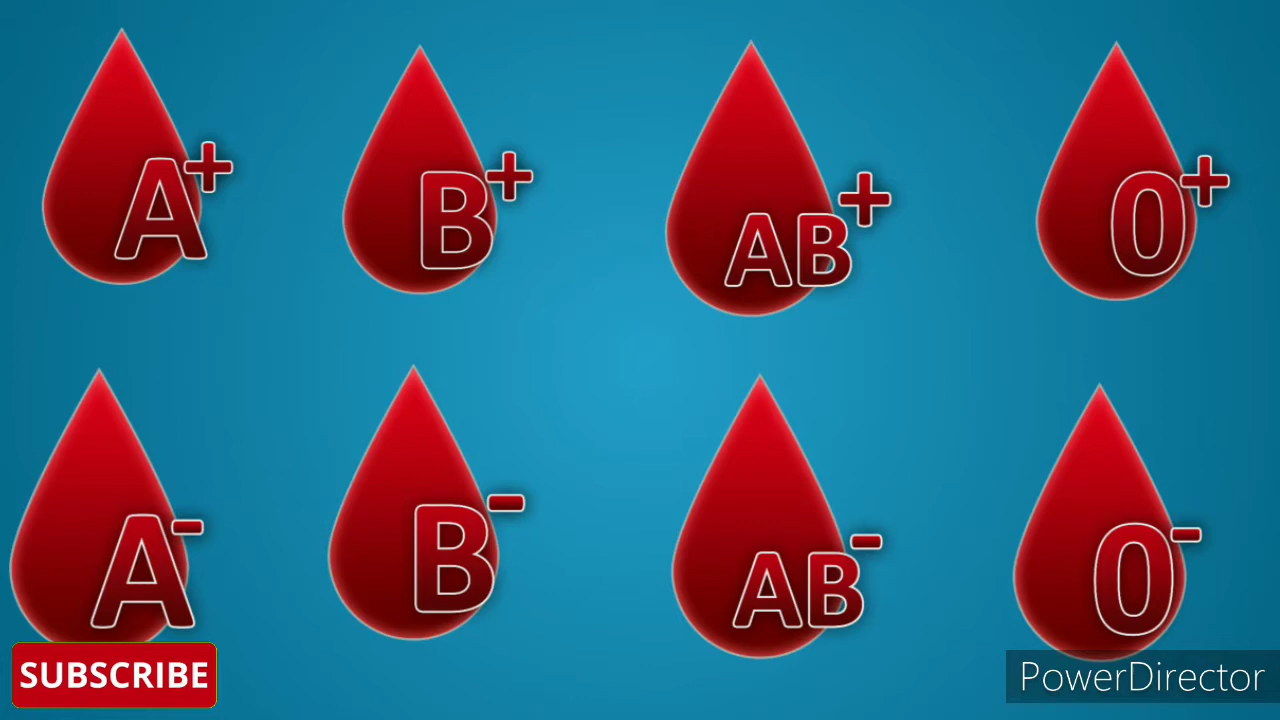 A+
B+
AB+
0+
A-
B-
AB-
0-
SUBSCRIBE
PowerDirector